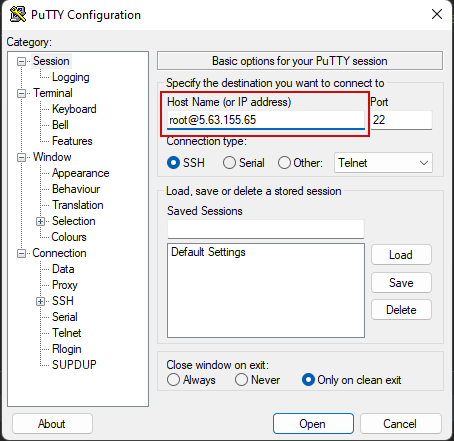 PuTTY Configuration
Category:
Session
Logging
Terminal
Keyboard
Bell
Features
Window
Appearance
Behaviour
Translation
Selection
Colours
Connection
Data
Proxy
SSH
Serial
Telnet
Rlogin
SUPDUP
Basic options for your PuTTY session
Specify the destination you want to connect to
Host Name (or IP address) Port
root@5.63.155.65 22
Connection type:
SSH Serial Other: Telnet
Load, save or delete a stored session
Saved Sessions
Default Settings
Load
Save
Delete
Close window on exit:
Always Never Only on clean exit
About Open Cancel